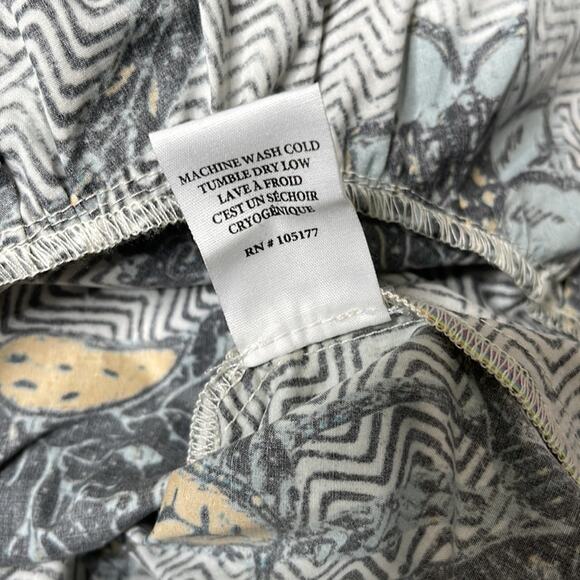 MACHINE WASH COLD
TUMBLE DRY LOW
LAVE À FROID
C'EST UN SÉCHOIR
CRYOGÉNIQUE
RN # 105177